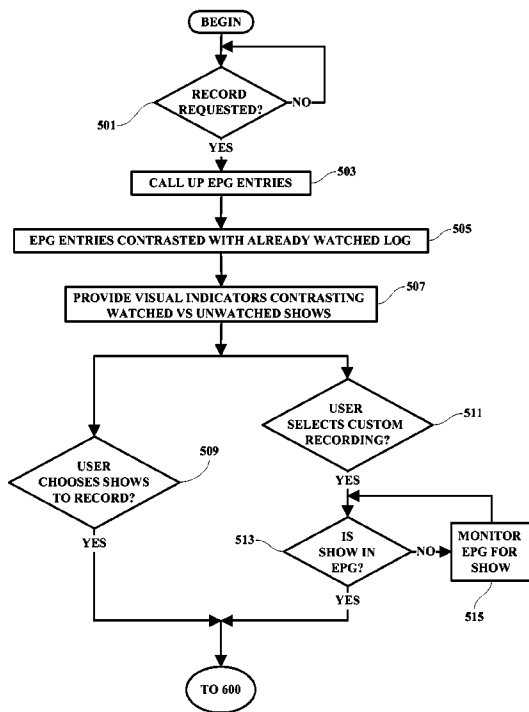 BEGIN
RECORD
REQUESTED?
NO
501
YES
CALL UP EPG ENTRIES
503
EPG ENTRIES CONTRASTED WITH ALREADY WATCHED LOG
505
PROVIDE VISUAL INDICATORS CONTRASTING
WATCHED VS UNWATCHED SHOWS
507
USER
SELECTS CUSTOM
RECORDING?
511
USER
CHOOSES SHOWS
TO RECORD?
509
YES
YES
513
IS
SHOW IN
EPG?
NO
MONITOR
EPG FOR
SHOW
515
YES
TO 600